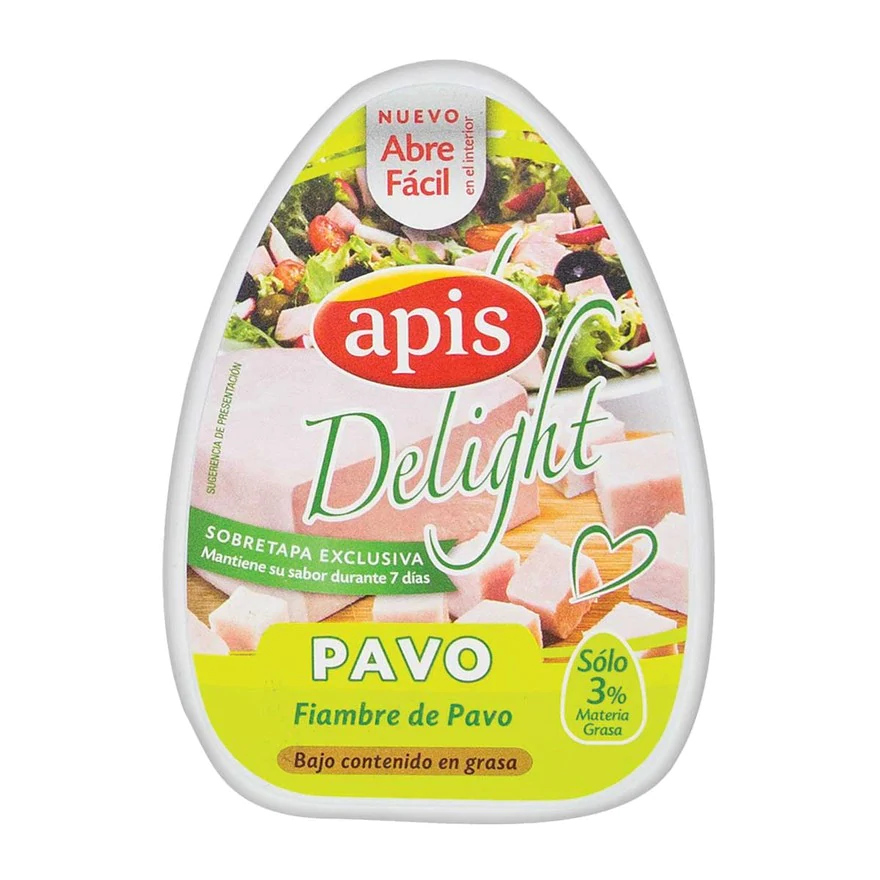 NUEVO
Abre
Fácil
en el interior
apis
Delight
SUGERENCIA DE PRESENTACIÓN
SOBRETAPA EXCLUSIVA
Mantiene su sabor durante 7 días
PAVO
Fiambre de Pavo
Bajo contenido en grasa
Sólo
3%
Materia
Grasa